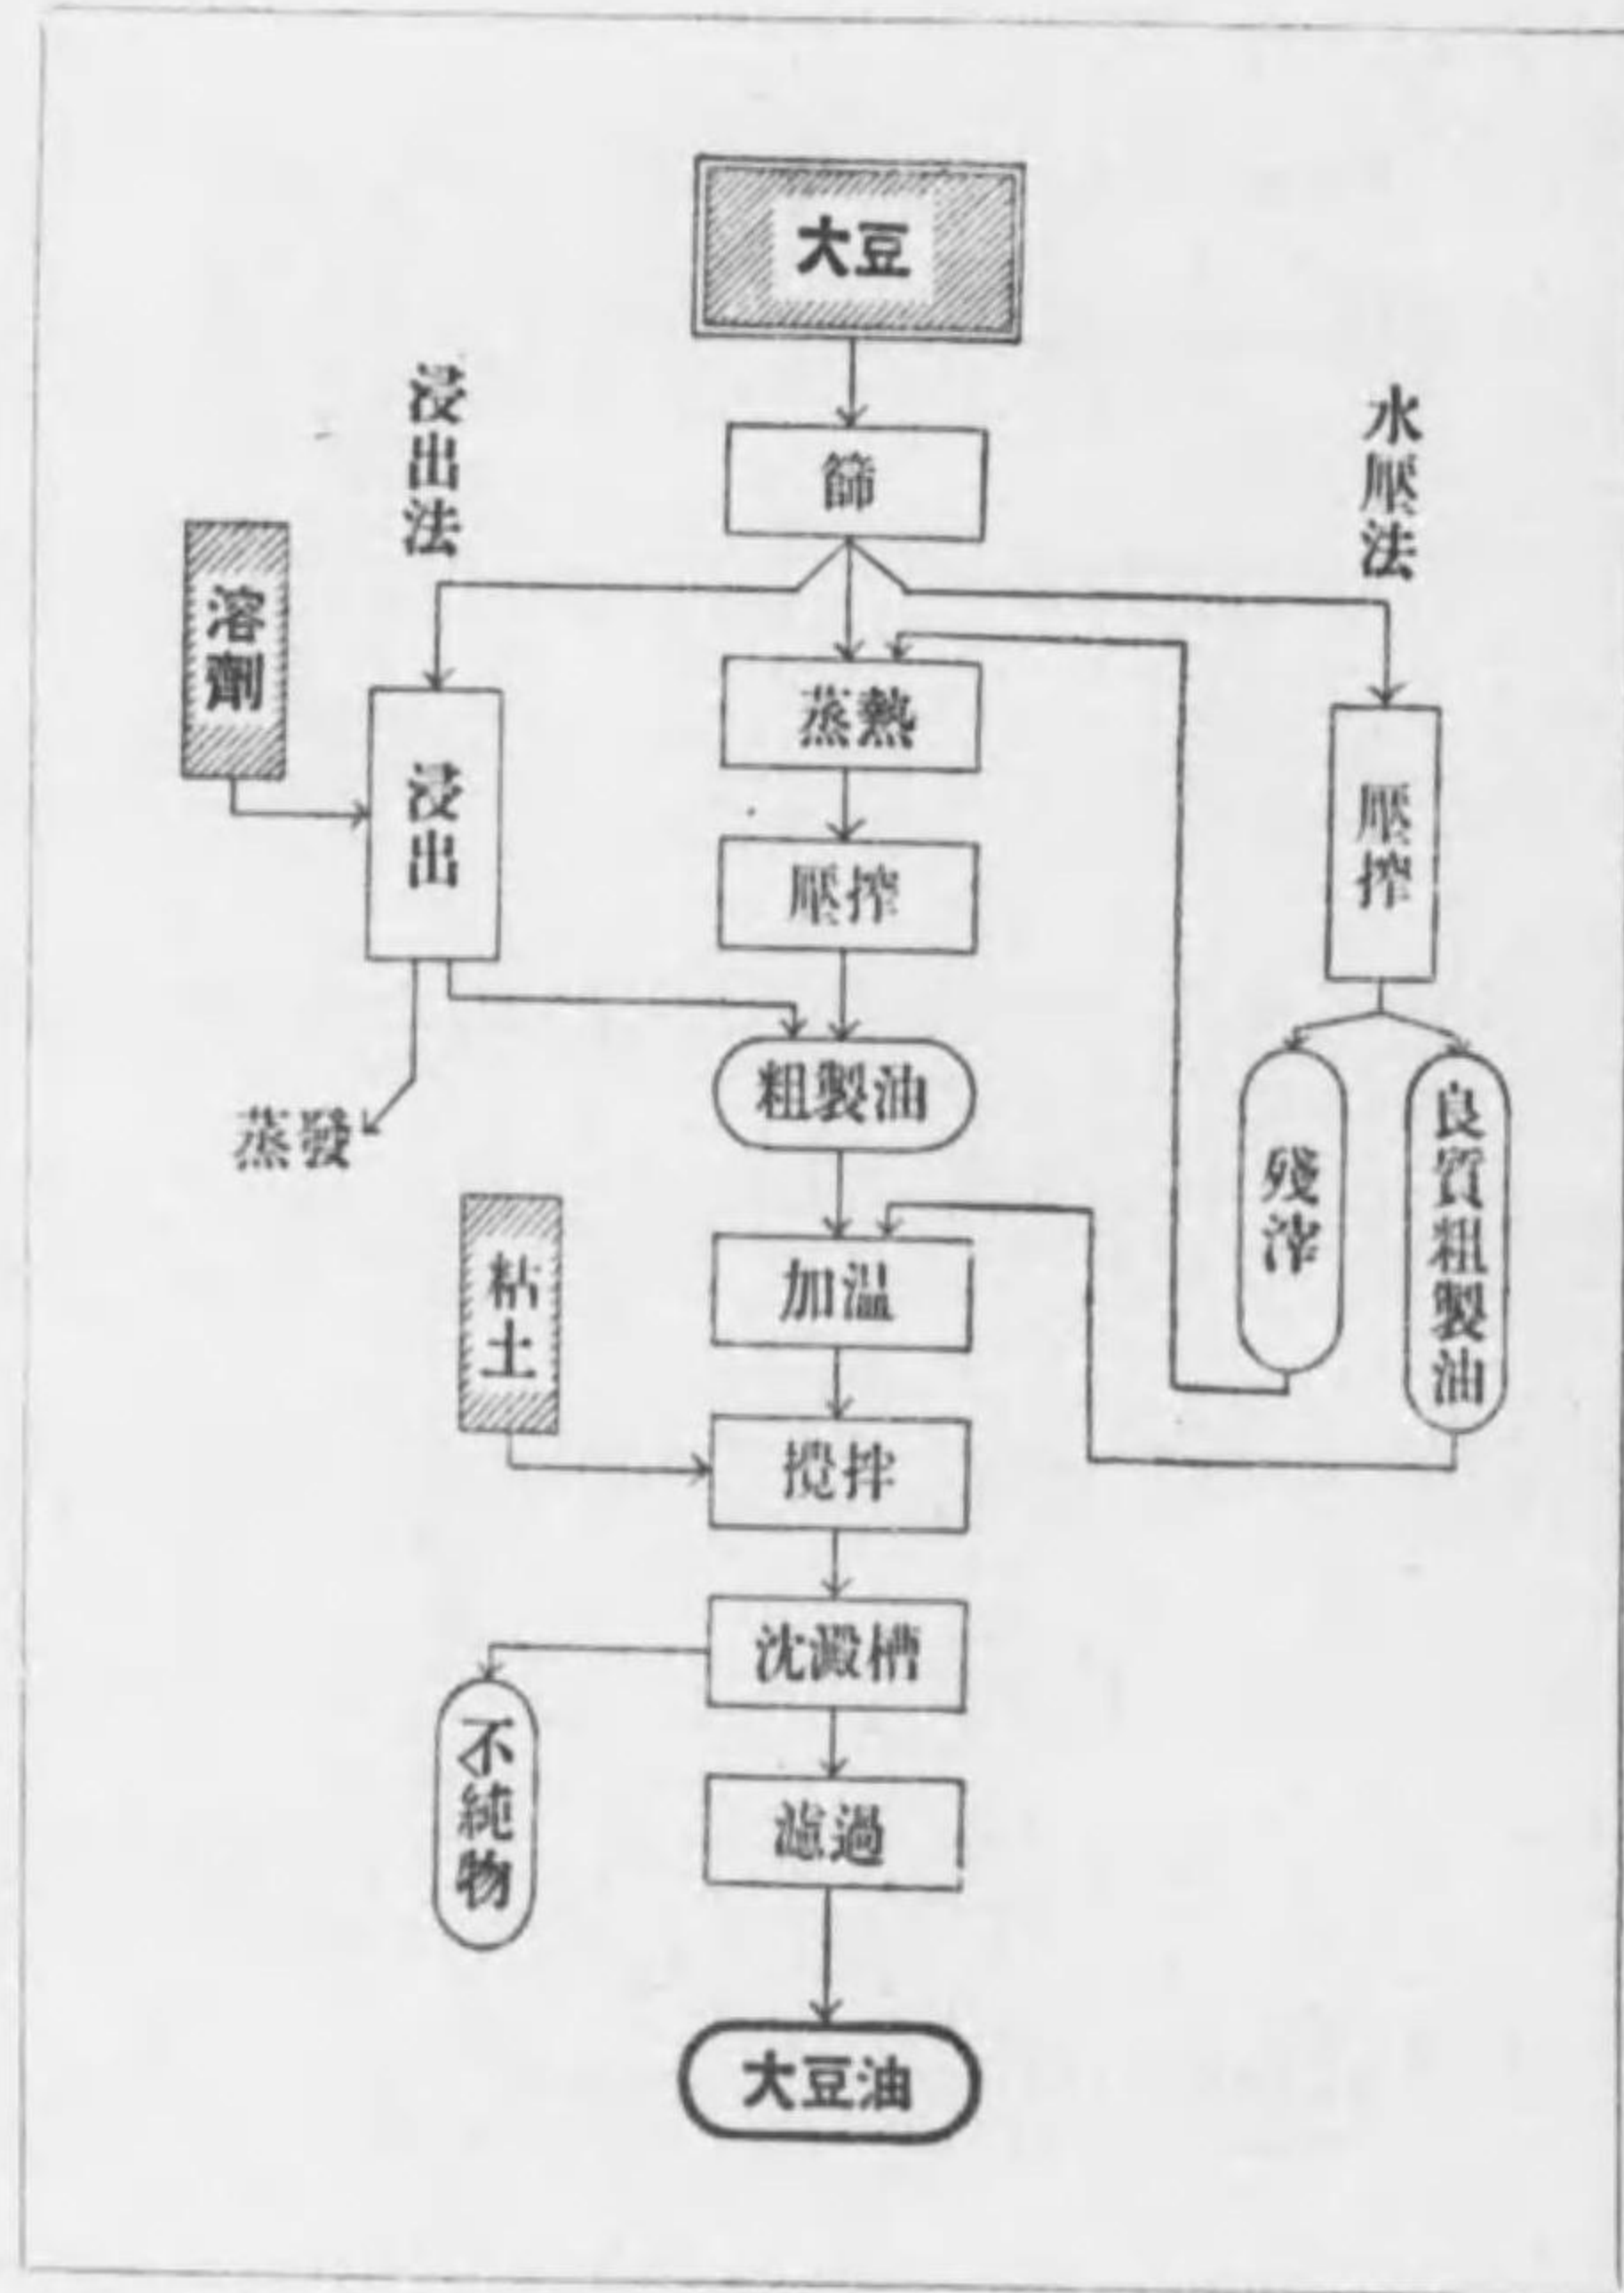 大豆
篩
浸出法
水壓法
溶劑
浸出
蒸熱
壓搾
壓搾
粗製油
蒸發
殘滓
良質粗製油
加温
粘土
攪拌
沈澱槽
不純物
濾過
大豆油